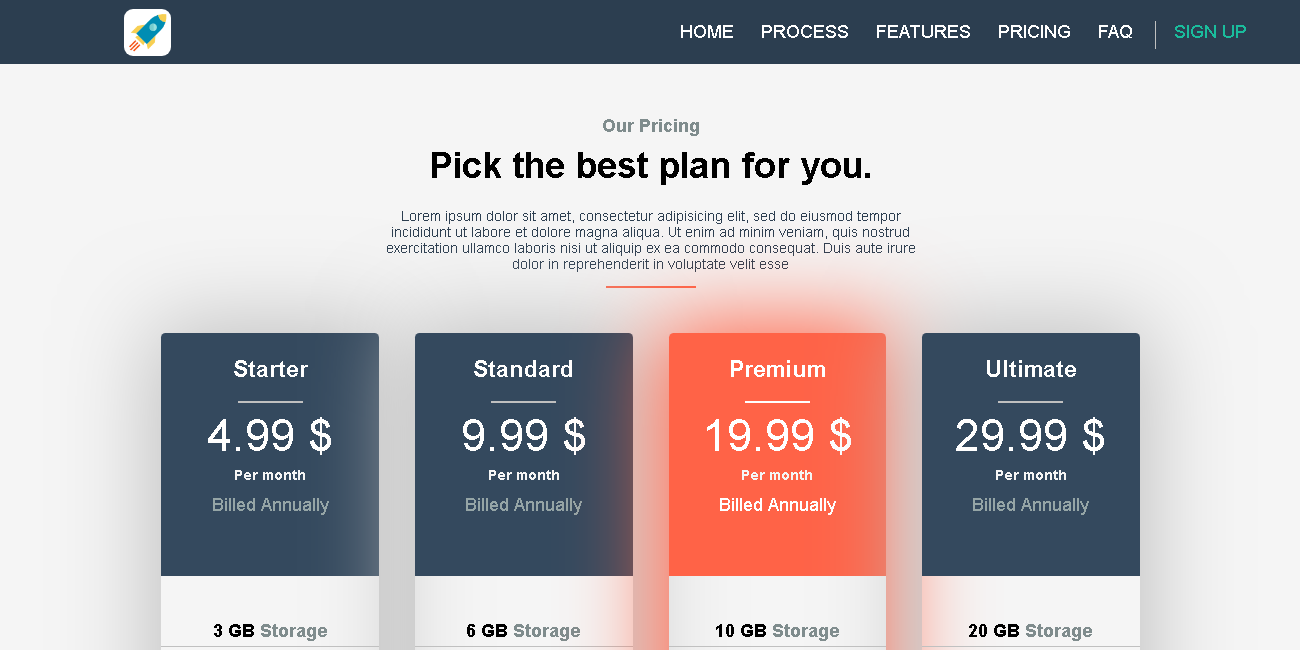 HOME PROCESS FEATURES PRICING FAQ SIGN UP
Our Pricing
Pick the best plan for you.
Lorem ipsum dolor sit amet, consectetur adipisicing elit, sed do eiusmod tempor
incididunt ut labore et dolore magna aliqua. Ut enim ad minim veniam, quis nostrud
exercitation ullamco laboris nisi ut aliquip ex ea commodo consequat. Duis aute irure
dolor in reprehenderit in voluptate velit esse
Starter
4.99 $
Per month
Billed Annually
3 GB Storage
Standard
9.99 $
Per month
Billed Annually
6 GB Storage
Premium
19.99 $
Per month
Billed Annually
10 GB Storage
Ultimate
29.99 $
Per month
Billed Annually
20 GB Storage